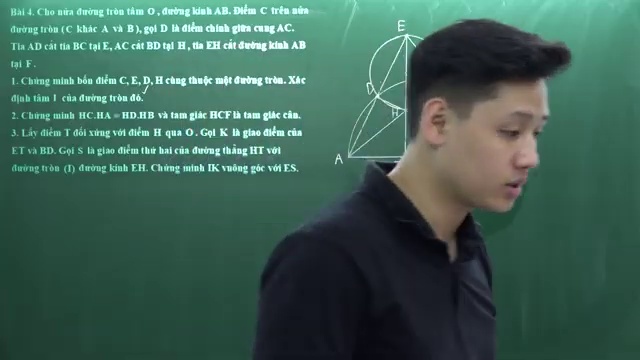 Bài 4. Cho nửa đường tròn tâm O, đường kính AB. Điểm C trên nửa
đường tròn (C khác A và B), gọi D là điểm chính giữa cung AC.
Tia AD cắt tia BC tại E, AC cắt BD tại H, tia EH cắt đường kính AB
tại F.
1. Chứng minh bốn điểm C, E, D, H cùng thuộc một đường tròn. Xác
định tâm I của đường tròn đó.
2. Chứng minh HC.HA = HD.HB và tam giác HCF là tam giác cân.
3. Lấy điểm T đối xứng với điểm H qua O. Gọi K là giao điểm của
ET và BD. Gọi S là giao điểm thứ hai của đường thẳng HT với
đường tròn (I) đường kính EH. Chứng minh IK vuông góc với ES.
E
D
H
A